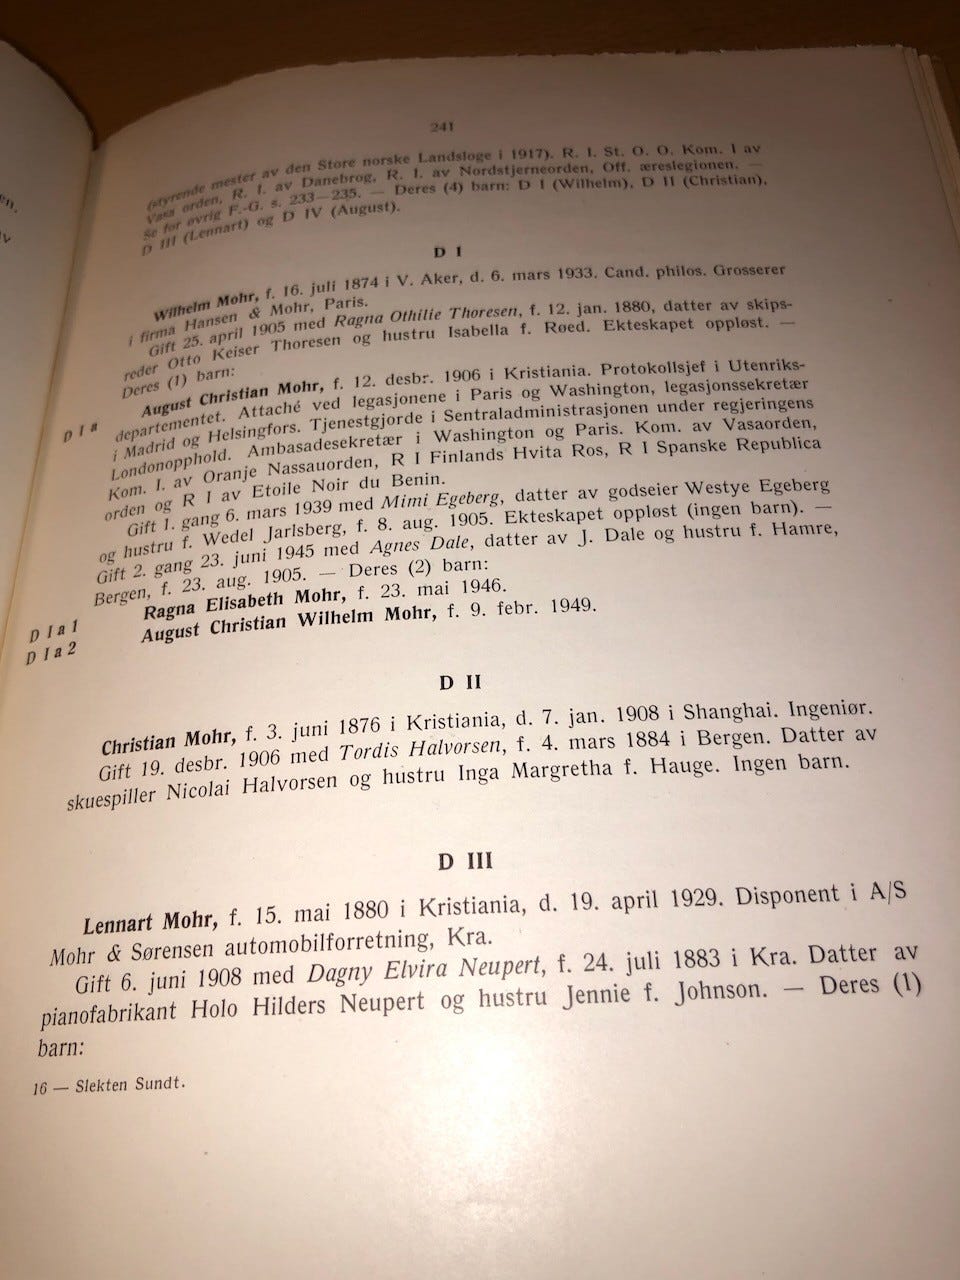 241
(styrende mester av den Store norske Landsloge i 1917). R. I. St. O. O. Kom. I av
Vasa orden, R. I. av Danebrog, R. I. av Nordstjerneorden, Off. æreslegionen. —
Se for øvrig F.-G. s. 233—235. — Deres (4) barn: D I (Wilhelm), D II (Christian),
D III (Lennart) og D IV (August).
D I
Wilhelm Mohr, f. 16. juli 1874 i V. Aker, d. 6. mars 1933. Cand. philos. Grosserer
i firma Hansen & Mohr, Paris.
Gift 25. april 1905 med Ragna Othilie Thoresen, f. 12. jan. 1880, datter av skips-
reder Otto Keiser Thoresen og hustru Isabella f. Røed. Ekteskapet oppløst. —
Deres (1) barn:
D I a August Christian Mohr, f. 12. desbr. 1906 i Kristiania. Protokollsjef i Utenriks-
departementet. Attaché ved legasjonene i Paris og Washington, legasjonssekretær
i Madrid og Helsingfors. Tjenestgjorde i Sentraladministrasjonen under regjeringens
Londonopphold. Ambasadesekretær i Washington og Paris. Kom. av Vasaorden,
Kom. I. av Oranje Nassauorden, R I Finlands Hvita Ros, R I Spanske Republica
orden og R I av Etoile Noir du Benin.
Gift 1. gang 6. mars 1939 med Mimi Egeberg, datter av godseier Westye Egeberg
og hustru f. Wedel Jarlsberg, f. 8. aug. 1905. Ekteskapet oppløst (ingen barn). —
Gift 2. gang 23. juni 1945 med Agnes Dale, datter av J. Dale og hustru f. Hamre,
Bergen, f. 23. aug. 1905. — Deres (2) barn:
D I a 1 Ragna Elisabeth Mohr, f. 23. mai 1946.
D I a 2 August Christian Wilhelm Mohr, f. 9. febr. 1949.
D II
Christian Mohr, f. 3. juni 1876 i Kristiania, d. 7. jan. 1908 i Shanghai. Ingeniør.
Gift 19. desbr. 1906 med Tordis Halvorsen, f. 4. mars 1884 i Bergen. Datter av
skuespiller Nicolai Halvorsen og hustru Inga Margretha f. Hauge. Ingen barn.
D III
Lennart Mohr, f. 15. mai 1880 i Kristiania, d. 19. april 1929. Disponent i A/S
Mohr & Sørensen automobilforretning, Kra.
Gift 6. juni 1908 med Dagny Elvira Neupert, f. 24. juli 1883 i Kra. Datter av
pianofabrikant Holo Hilders Neupert og hustru Jennie f. Johnson. — Deres (1)
barn:
16 — Slekten Sundt.